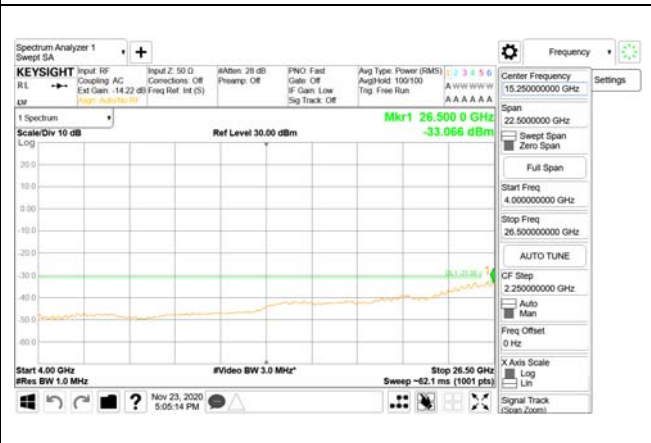 Spectrum Analyzer 1
Swept SA
Frequency
KEYSIGHT
RL
Input: RF
Coupling: AC
Ext Gain: -14.22 dB
Align: Auto/No RF
Input Z: 50 Ω
Corrections: Off
Freq Ref: Int (S)
#Atten: 28 dB
Preamp: Off
PNO: Fast
Gate: Off
IF Gain: Low
Sig Track: Off
Avg Type: Power (RMS)
Avg|Hold: 100/100
Trig: Free Run
1 2 3 4 5 6
A W W W W W
A A A A A A
Center Frequency
15.250000000 GHz
Settings
Span
22.5000000 GHz
Swept Span
Zero Span
Full Span
Start Freq
4.000000000 GHz
Stop Freq
26.500000000 GHz
AUTO TUNE
CF Step
2.250000000 GHz
Auto
Man
Freq Offset
0 Hz
X Axis Scale
Log
Lin
Signal Track
(Span Zoom)
1 Spectrum
Scale/Div 10 dB
Log
Ref Level 30.00 dBm
Mkr1 26.500 0 GHz
-33.066 dBm
20.0
10.0
0.00
-10.0
-20.0
-30.0
-40.0
-50.0
-60.0
1
Start 4.00 GHz
#Res BW 1.0 MHz
#Video BW 3.0 MHz*
Stop 26.50 GHz
Sweep ~62.1 ms (1001 pts)
Nov 23, 2020
5:05:14 PM